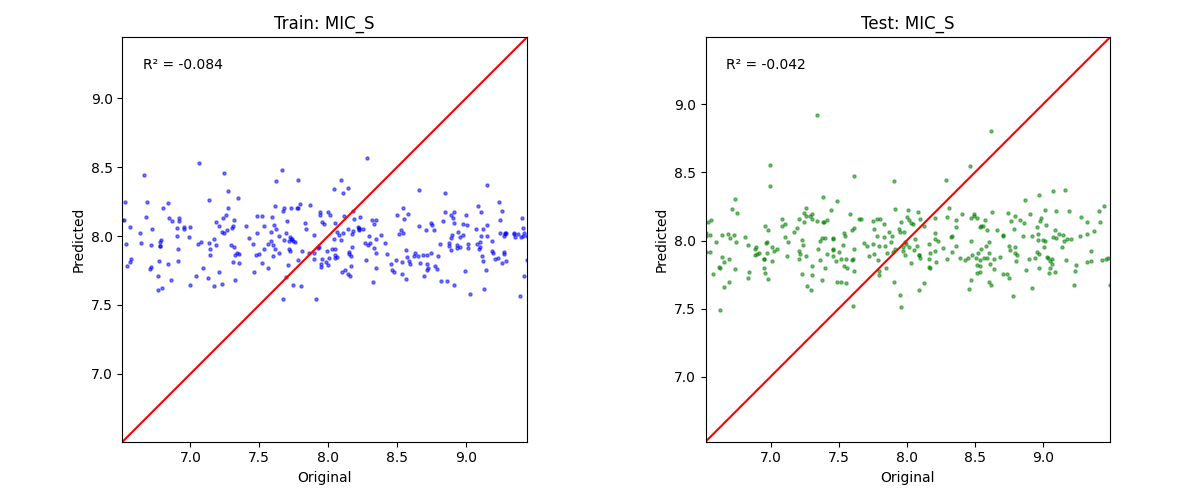 Train: MIC_S
R² = -0.084
9.0
8.5
8.0
7.5
7.0
Predicted
7.0 7.5 8.0 8.5 9.0
Original
Test: MIC_S
R² = -0.042
9.0
8.5
8.0
7.5
7.0
Predicted
7.0 7.5 8.0 8.5 9.0
Original